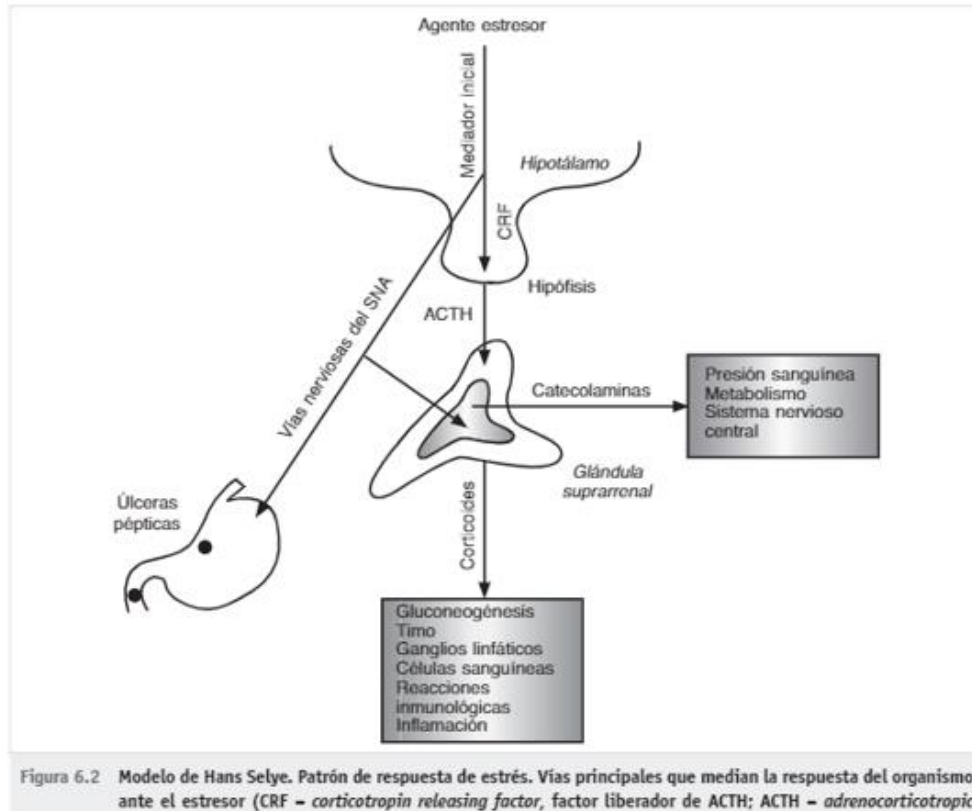 Agente estresor
Mediador inicial
Hipotálamo
CRF
Hipófisis
ACTH
Vías nerviosas del SNA
Catecolaminas
Presión sanguínea
Metabolismo
Sistema nervioso
central
Glándula
suprarrenal
Úlceras
pépticas
Corticoides
Gluconeogénesis
Timo
Ganglios linfáticos
Células sanguíneas
Reacciones
inmunológicas
Inflamación
Figura 6.2 Modelo de Hans Selye. Patrón de respuesta de estrés. Vías principales que median la respuesta del organismo
ante el estresor (CRF – corticotropin releasing factor, factor liberador de ACTH; ACTH – adrenocorticotropic